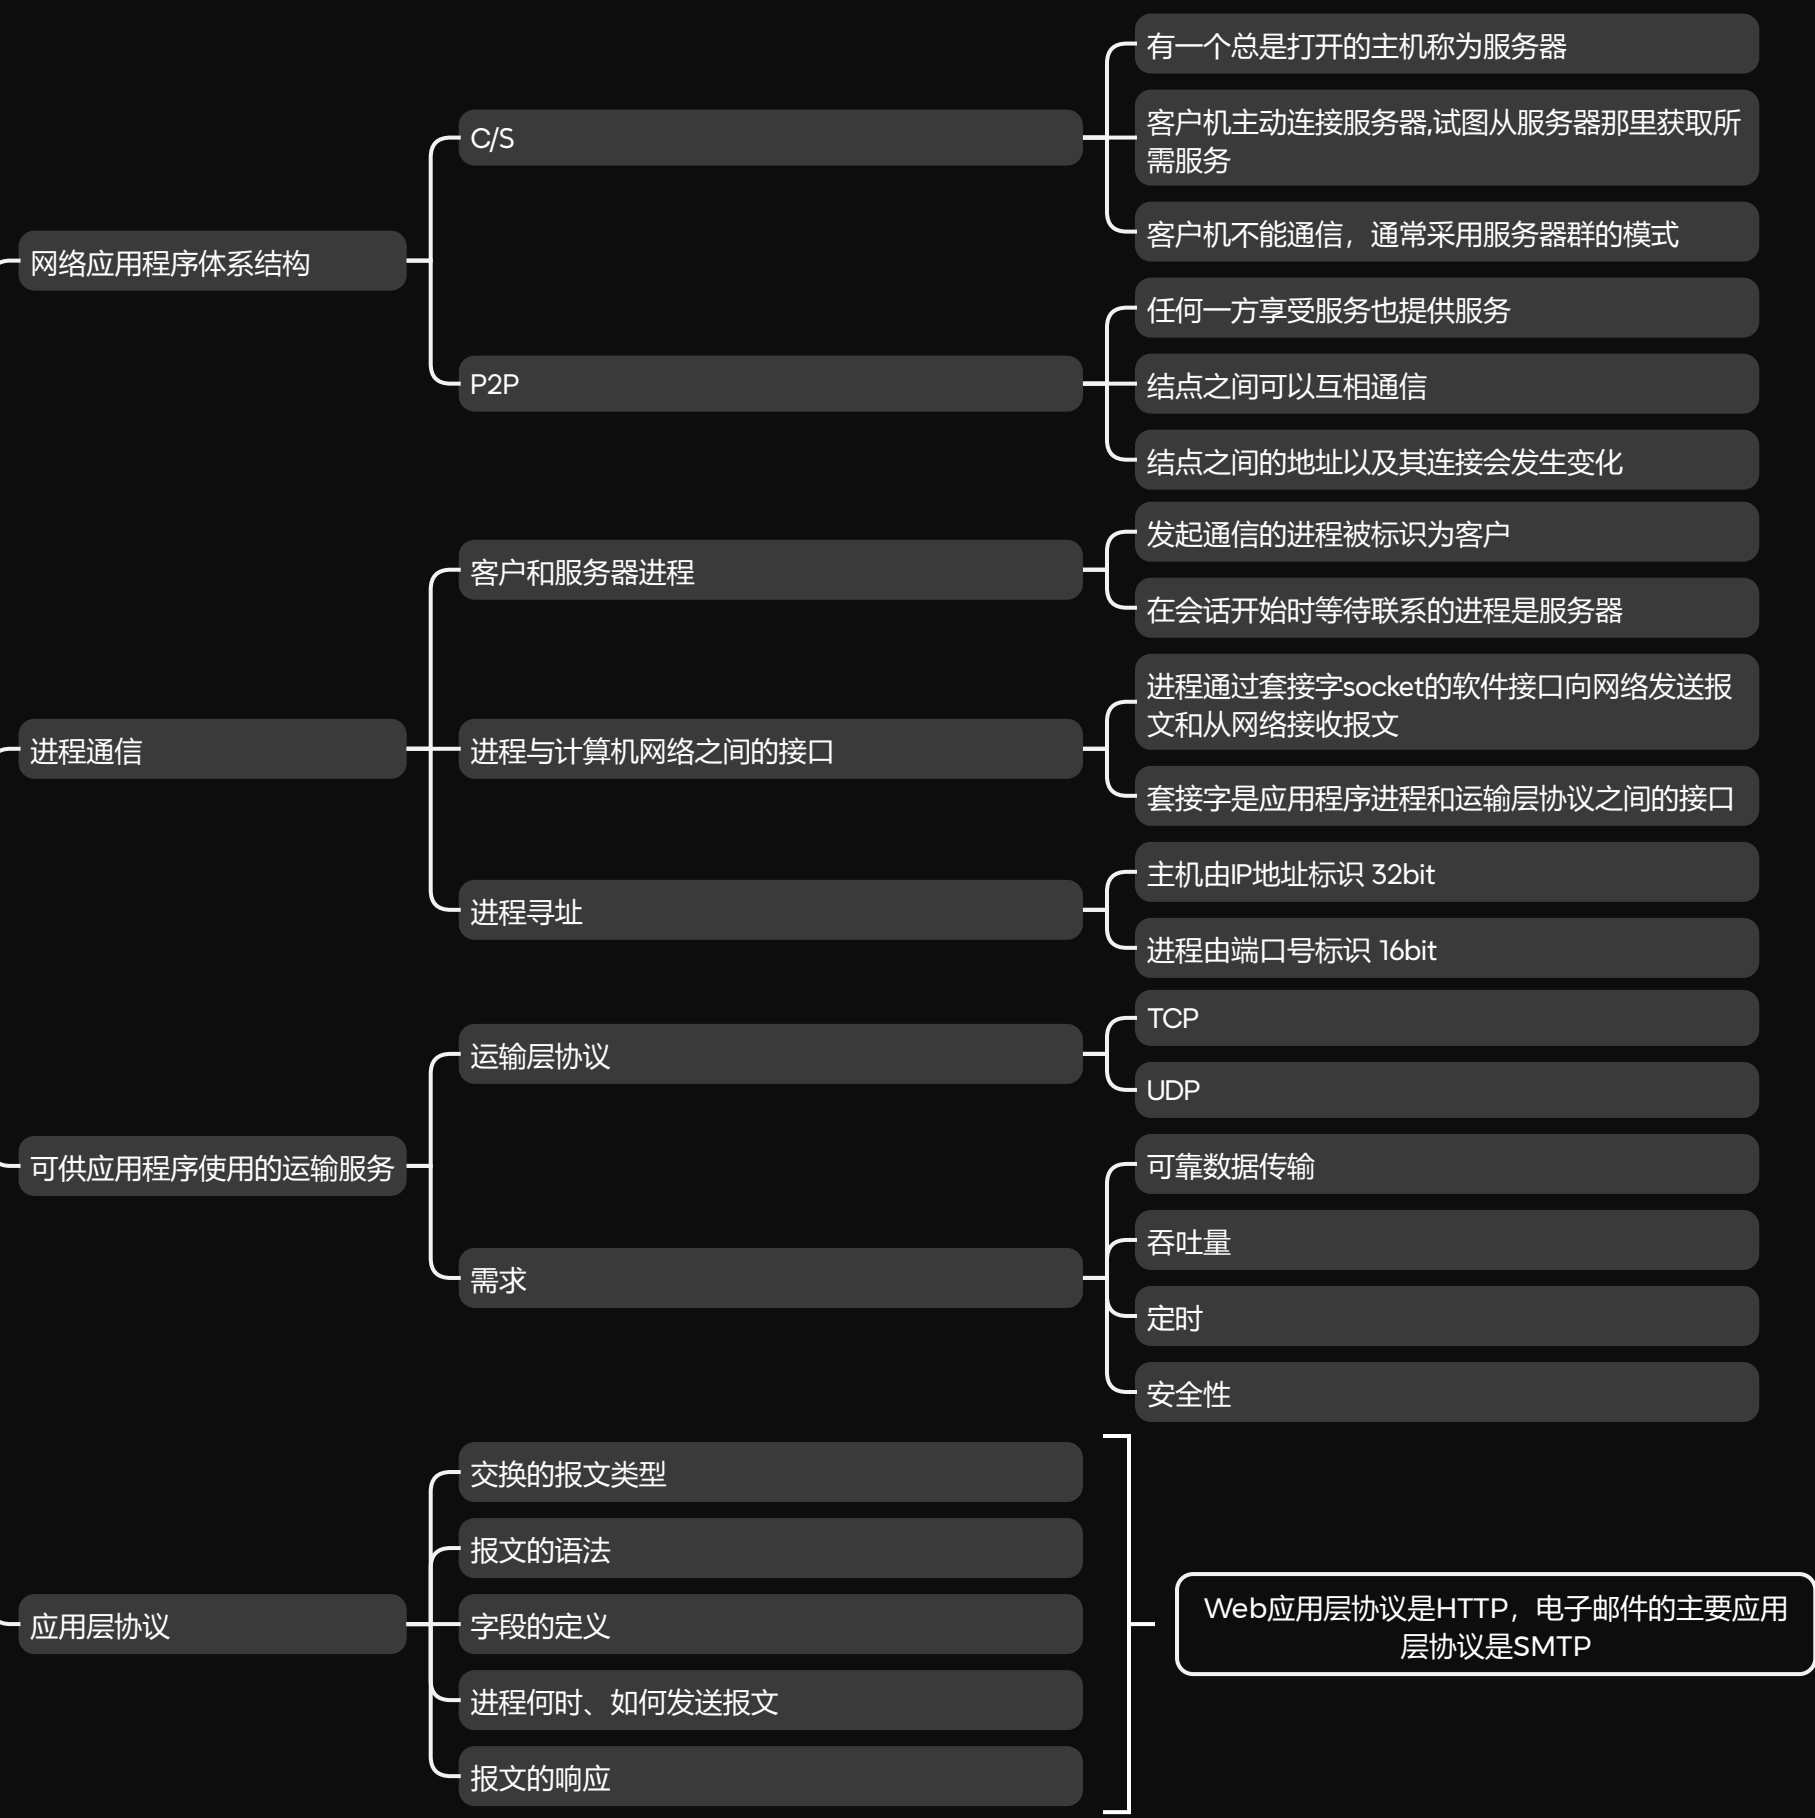 网络应用程序体系结构
C/S
有一个总是打开的主机称为服务器
客户机主动连接服务器,试图从服务器那里获取所
需服务
客户机不能通信，通常采用服务器群的模式
P2P
任何一方享受服务也提供服务
结点之间可以互相通信
结点之间的地址以及其连接会发生变化
进程通信
客户和服务器进程
发起通信的进程被标识为客户
在会话开始时等待联系的进程是服务器
进程与计算机网络之间的接口
进程通过套接字socket的软件接口向网络发送报
文和从网络接收报文
套接字是应用程序进程和运输层协议之间的接口
进程寻址
主机由IP地址标识 32bit
进程由端口号标识 16bit
可供应用程序使用的运输服务
运输层协议
TCP
UDP
需求
可靠数据传输
吞吐量
定时
安全性
应用层协议
交换的报文类型
报文的语法
字段的定义
进程何时、如何发送报文
报文的响应
Web应用层协议是HTTP，电子邮件的主要应用
层协议是SMTP